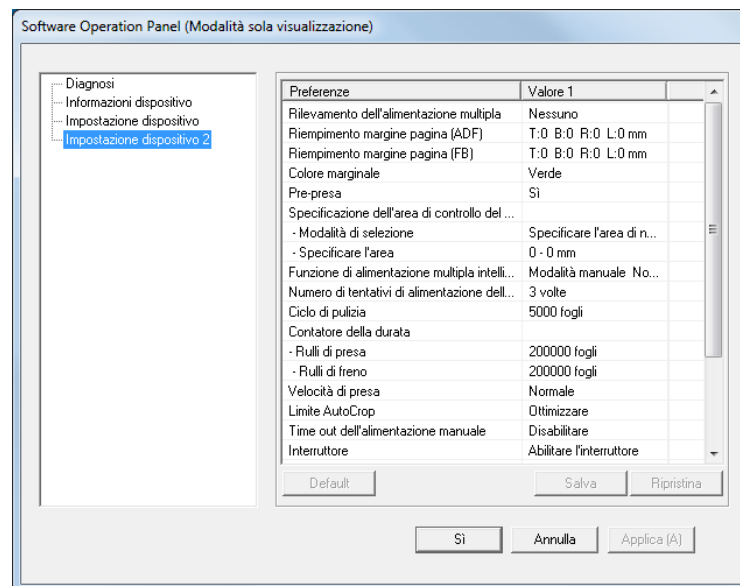 Software Operation Panel (Modalità sola visualizzazione)
Diagnosi
Informazioni dispositivo
Impostazione dispositivo
Impostazione dispositivo 2
Preferenze Valore 1
Rilevamento dell'alimentazione multipla Nessuno
Riempimento margine pagina (ADF) T:0 B:0 R:0 L:0 mm
Riempimento margine pagina (FB) T:0 B:0 R:0 L:0 mm
Colore marginale Verde
Pre-presa Sì
Specificazione dell'area di controllo del ...
- Modalità di selezione Specificare l'area di n...
- Specificare l'area 0 - 0 mm
Funzione di alimentazione multipla intelli... Modalità manuale No...
Numero di tentativi di alimentazione dell... 3 volte
Ciclo di pulizia 5000 fogli
Contatore della durata
- Rulli di presa 200000 fogli
- Rulli di freno 200000 fogli
Velocità di presa Normale
Limite AutoCrop Ottimizzare
Time out dell'alimentazione manuale Disabilitare
Interruttore Abilitare l'interruttore
Default Salva Ripristina
Sì Annulla Applica (A)